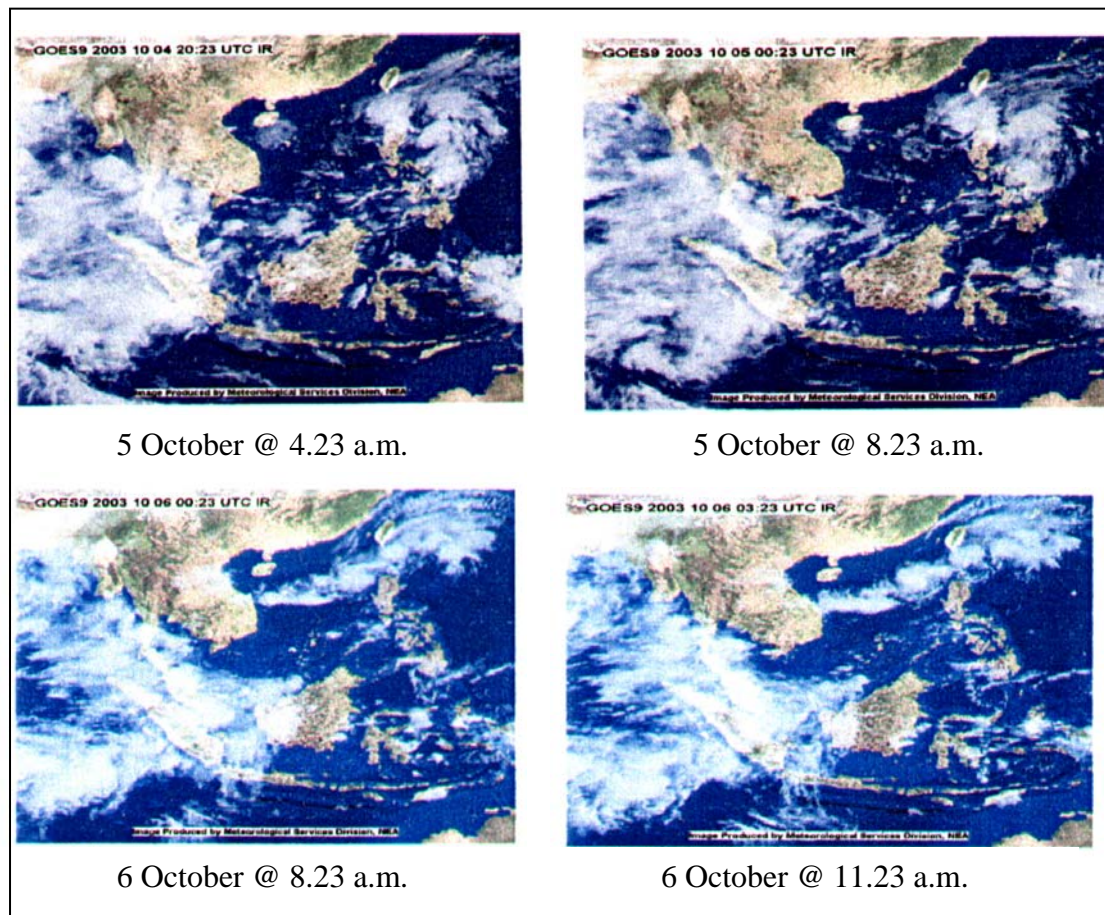 GOES9 2003 10 04 20:23 UTC IR
Image Produced by Meteorological Services Division, NEA
5 October @ 4.23 a.m.
GOES9 2003 10 05 00:23 UTC IR
Image Produced by Meteorological Services Division, NEA
5 October @ 8.23 a.m.
GOES9 2003 10 06 00:23 UTC IR
Image Produced by Meteorological Services Division, NEA
6 October @ 8.23 a.m.
GOES9 2003 10 06 03:23 UTC IR
Image Produced by Meteorological Services Division, NEA
6 October @ 11.23 a.m.